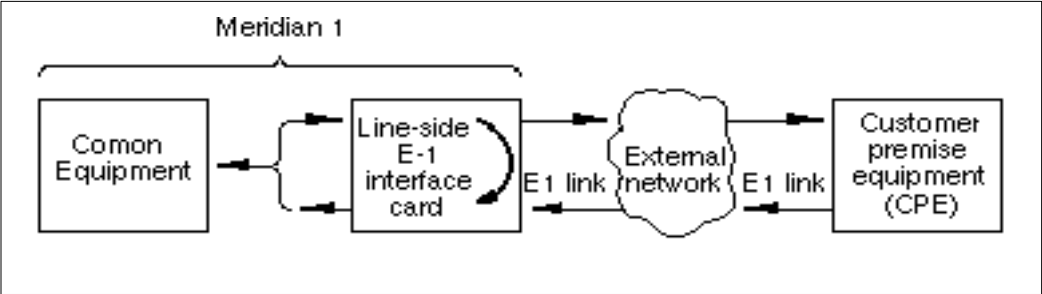 Meridian 1
Comon
Equipment
Line-side
E-1
interface
card
E1 link
External
network
E1 link
Customer
premise
equipment
(CPE)